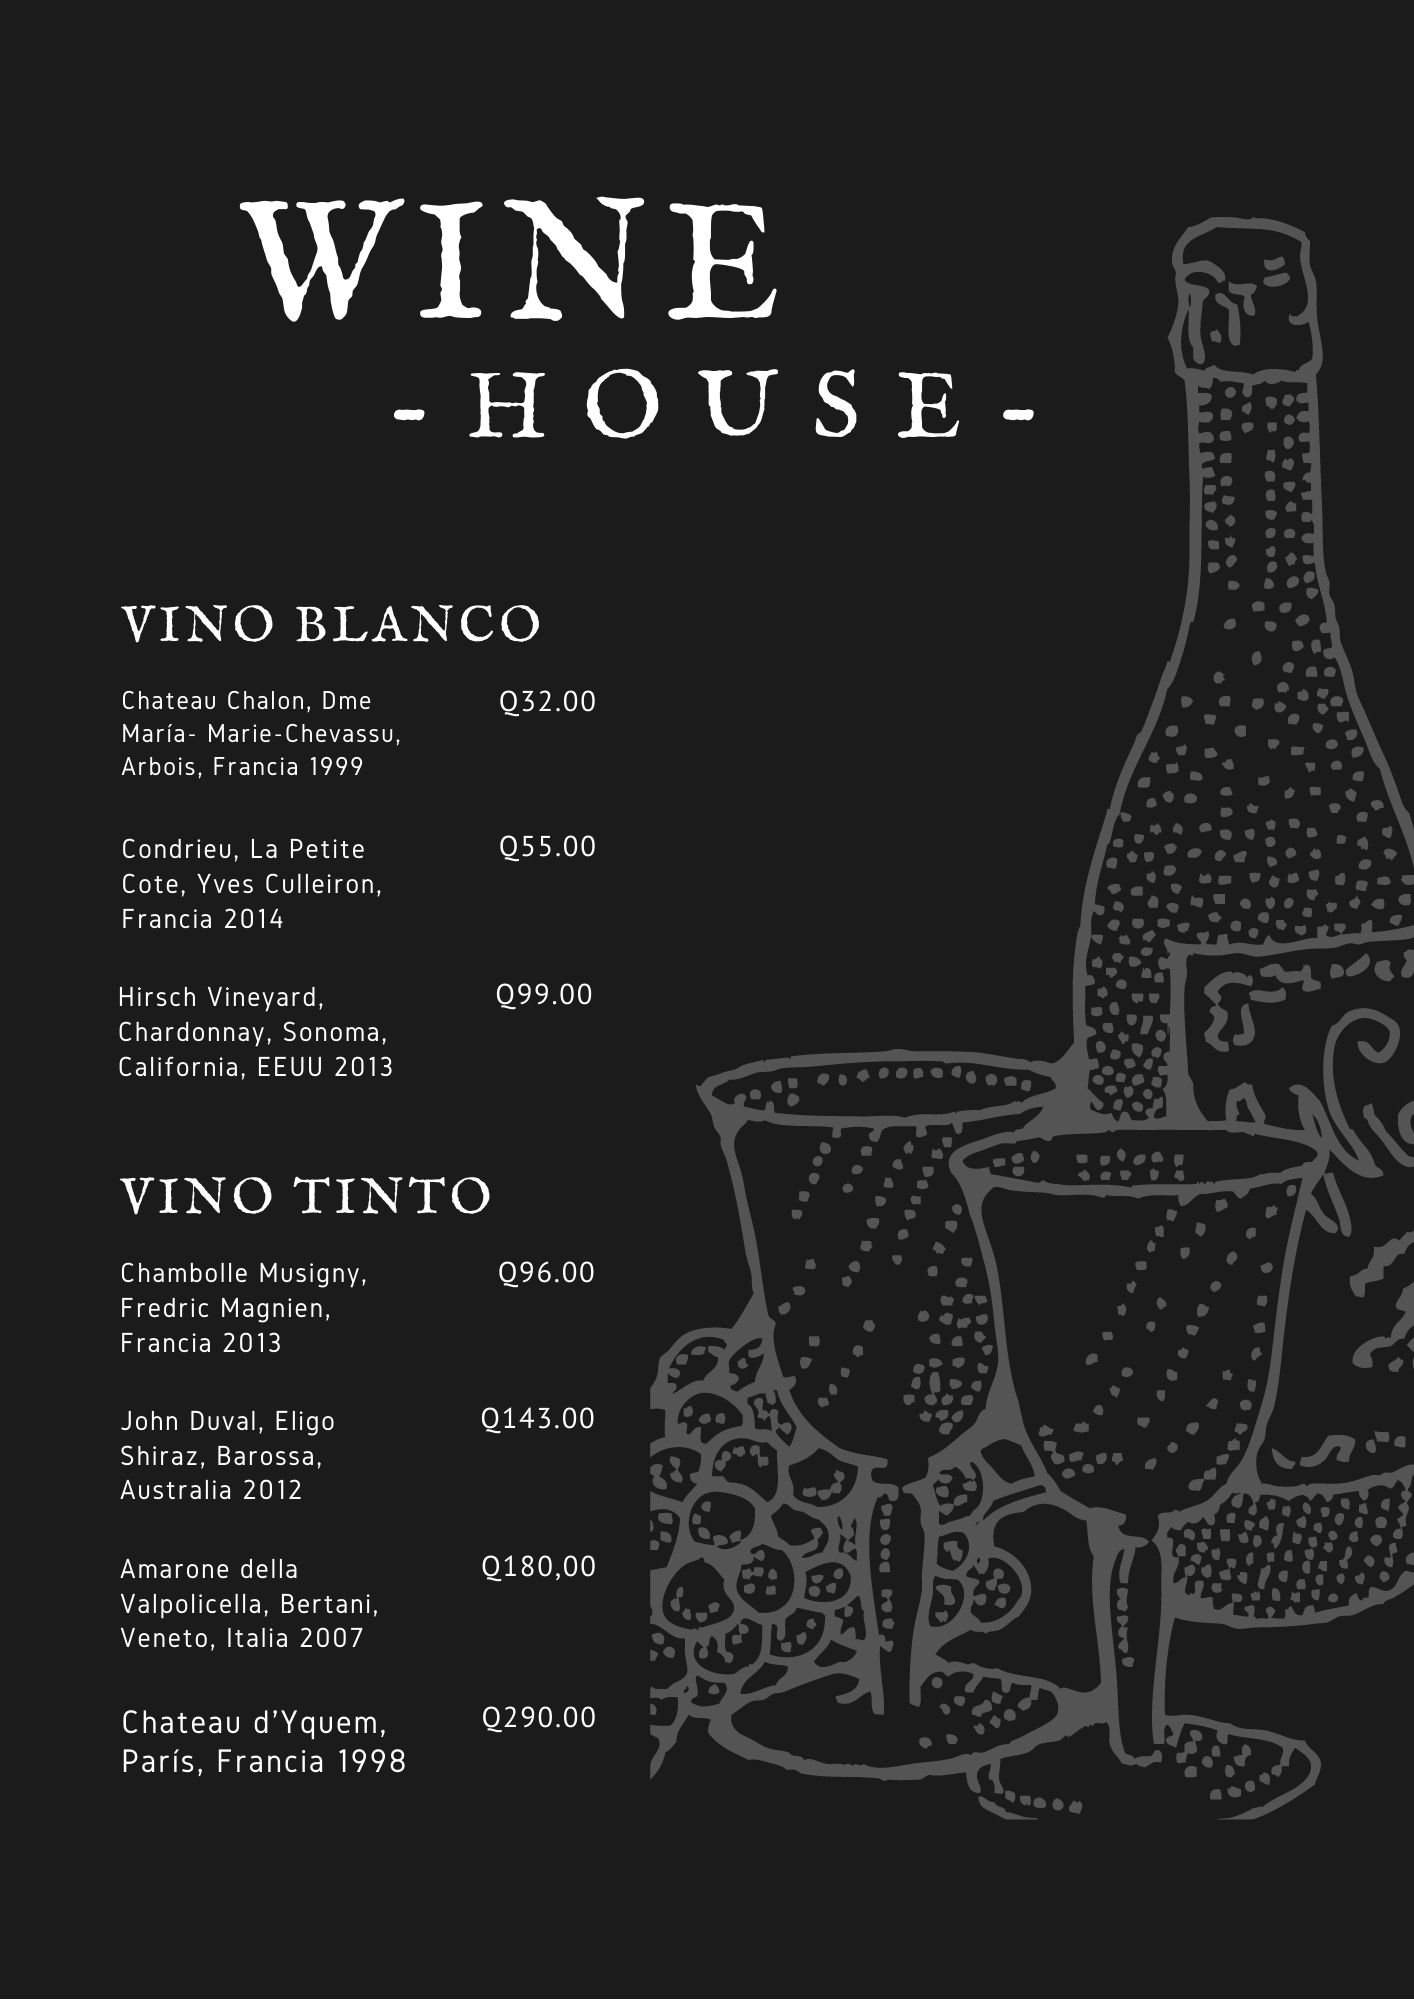 WINE
- HOUSE -
VINO BLANCO
Chateau Chalon, Dme Q32.00
María- Marie-Chevassu,
Arbois, Francia 1999
Condrieu, La Petite Q55.00
Cote, Yves Culleiron,
Francia 2014
Hirsch Vineyard, Q99.00
Chardonnay, Sonoma,
California, EEUU 2013
VINO TINTO
Chambolle Musigny, Q96.00
Fredric Magnien,
Francia 2013
John Duval, Eligo Q143.00
Shiraz, Barossa,
Australia 2012
Amarone della Q180,00
Valpolicella, Bertani,
Veneto, Italia 2007
Chateau d’Yquem, Q290.00
París, Francia 1998